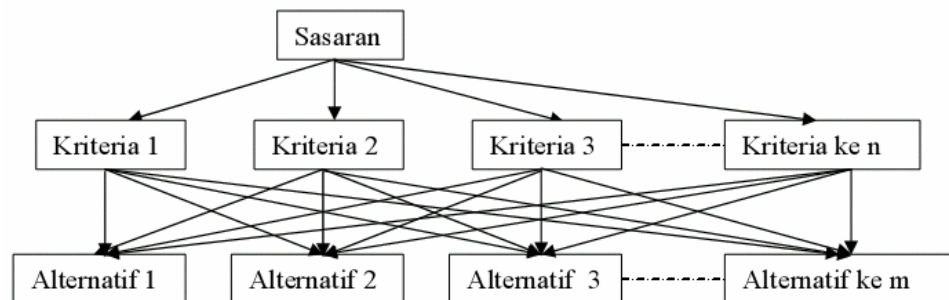 Sasaran
Kriteria 1 Kriteria 2 Kriteria 3 Kriteria ke n
Alternatif 1 Alternatif 2 Alternatif 3 Alternatif ke m